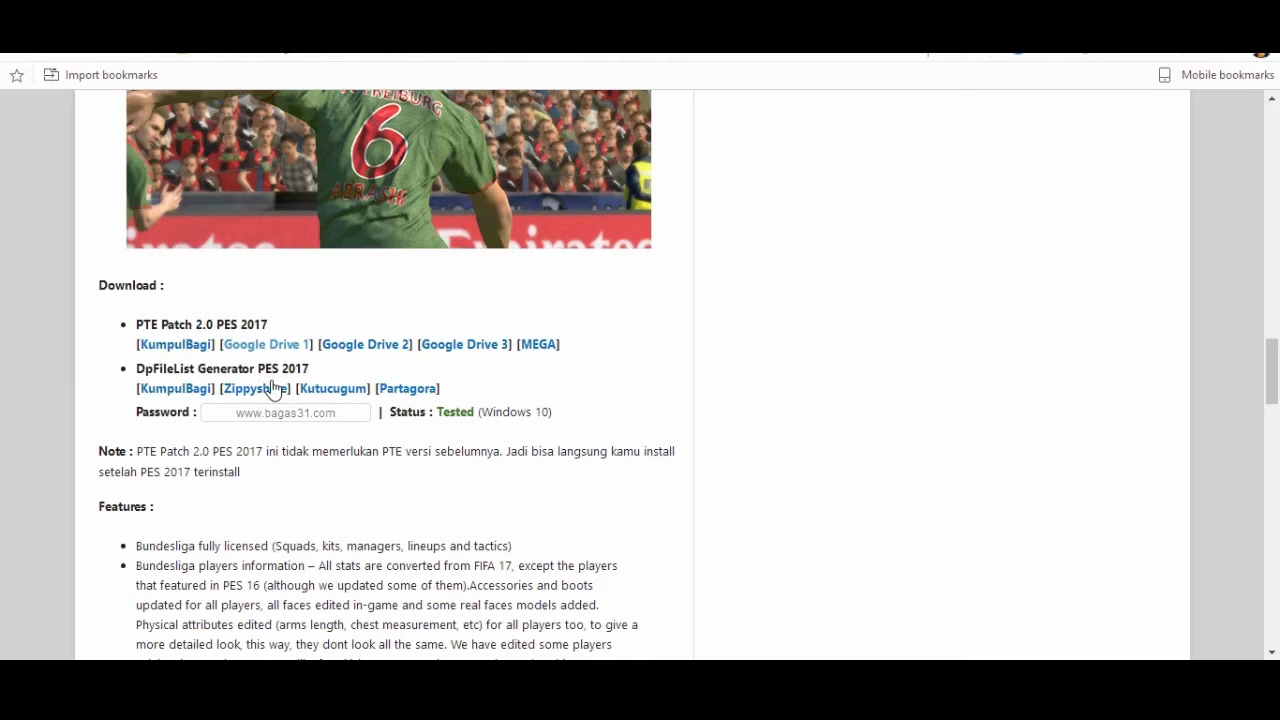 Import bookmarks
Mobile bookmarks
FREIBURG
6
ABRASHI
Emirates
Emirates
Download :
PTE Patch 2.0 PES 2017
[KumpulBagi] [Google Drive 1] [Google Drive 2] [Google Drive 3] [MEGA]
DpFileList Generator PES 2017
[KumpulBagi] [Zippyshare] [Kutucugum] [Partagora]
Password : www.bagas31.com | Status : Tested (Windows 10)
Note : PTE Patch 2.0 PES 2017 ini tidak memerlukan PTE versi sebelumnya. Jadi bisa langsung kamu install
setelah PES 2017 terinstall
Features :
Bundesliga fully licensed (Squads, kits, managers, lineups and tactics)
Bundesliga players information – All stats are converted from FIFA 17, except the players
that featured in PES 16 (although we updated some of them).Accessories and boots
updated for all players, all faces edited in-game and some real faces models added.
Physical attributes edited (arms length, chest measurement, etc) for all players too, to give a
more detailed look, this way, they dont look all the same. We have edited some players